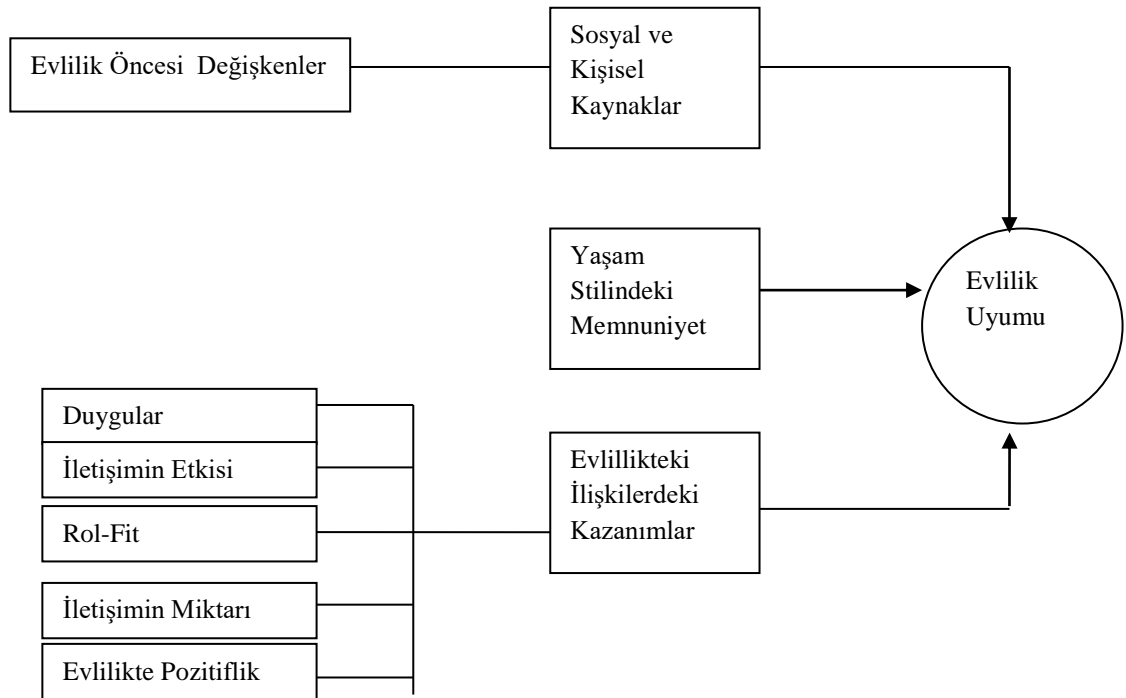 Evlilik Öncesi Değişkenler
Sosyal ve
Kişisel
Kaynaklar
Yaşam
Stilindeki
Memnuniyet
Evlilik
Uyumu
Duygular
İletişimin Etkisi
Rol-Fit
İletişimin Miktarı
Evlilikte Pozitiflik
Evlillikteki
İlişkilerdeki
Kazanımlar